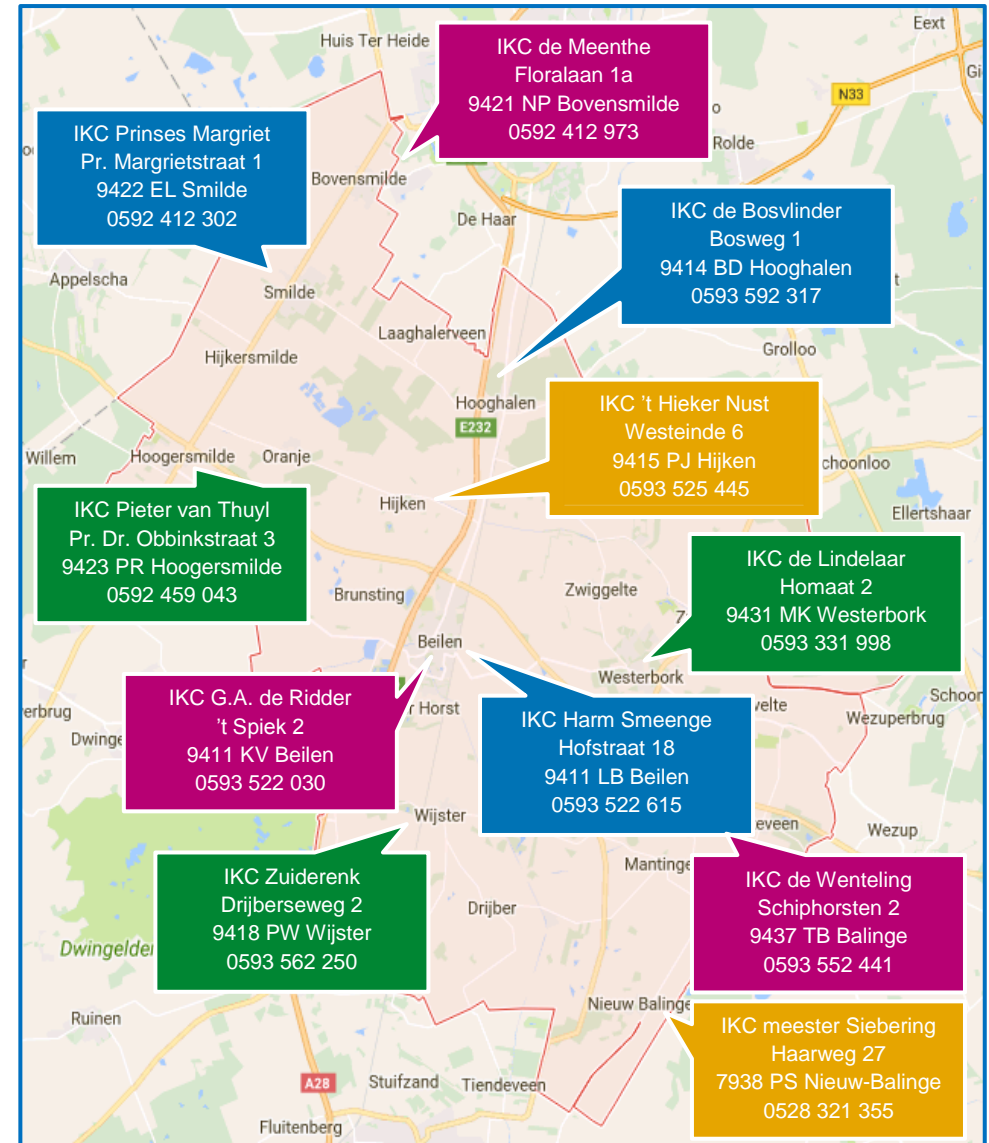 Huis Ter Heide
Eext
IKC de Meenthe
Floralaan 1a
9421 NP Bovensmilde
0592 412 973
N33
Rolde
IKC Prinses Margriet
Pr. Margrietstraat 1
9422 EL Smilde
0592 412 302
Bovensmilde
De Haar
IKC de Bosvlinder
Bosweg 1
9414 BD Hooghalen
0593 592 317
Appelscha
Smilde
Laaghalerveen
Hijkersmilde
Grolloo
Hooghalen
E232
IKC 't Hieker Nust
Westeinde 6
9415 PJ Hijken
0593 525 445
Willem
Hoogersmilde
Oranje
choonloo
Hijken
Ellertshaar
IKC Pieter van Thuyl
Pr. Dr. Obbinkstraat 3
9423 PR Hoogersmilde
0592 459 043
IKC de Lindelaar
Homaat 2
9431 MK Westerbork
0593 331 998
Brunsting
Zwiggelte
Beilen
Westerbork
IKC G.A. de Ridder
't Spiek 2
9411 KV Beilen
0593 522 030
r Horst
IKC Harm Smeenge
Hofstraat 18
9411 LB Beilen
0593 522 615
velte
Schoon
erbrug
Wezuperbrug
Dwinge
Wijster
eveen
Wezup
Mantinge
IKC Zuiderenk
Drijberseweg 2
9418 PW Wijster
0593 562 250
IKC de Wenteling
Schiphorsten 2
9437 TB Balinge
0593 552 441
Drijber
Dwingelder
Nieuw Balinge
Ruinen
IKC meester Siebering
Haarweg 27
7938 PS Nieuw-Balinge
0528 321 355
A28
Stuifzand
Tiendeveen
Fluitenberg